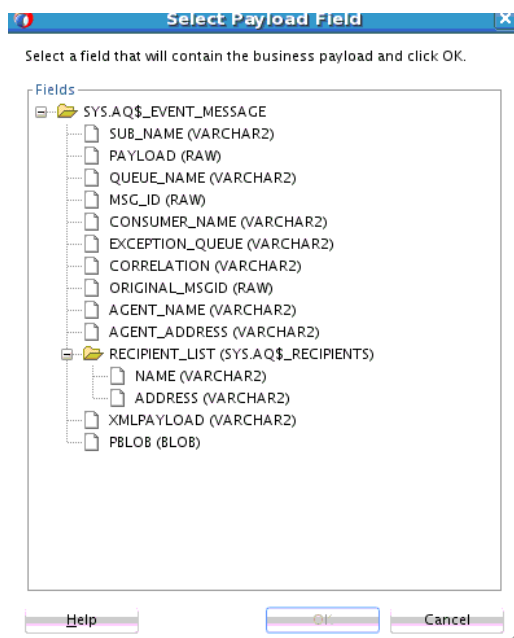 Select Payload Field
Select a field that will contain the business payload and click OK.
Fields
SYS.AQ$_EVENT_MESSAGE
SUB_NAME (VARCHAR2)
PAYLOAD (RAW)
QUEUE_NAME (VARCHAR2)
MSG_ID (RAW)
CONSUMER_NAME (VARCHAR2)
EXCEPTION_QUEUE (VARCHAR2)
CORRELATION (VARCHAR2)
ORIGINAL_MSGID (RAW)
AGENT_NAME (VARCHAR2)
AGENT_ADDRESS (VARCHAR2)
RECIPIENT_LIST (SYS.AQ$_RECIPIENTS)
NAME (VARCHAR2)
ADDRESS (VARCHAR2)
XMLPAYLOAD (VARCHAR2)
PBLOB (BLOB)
Help OK Cancel